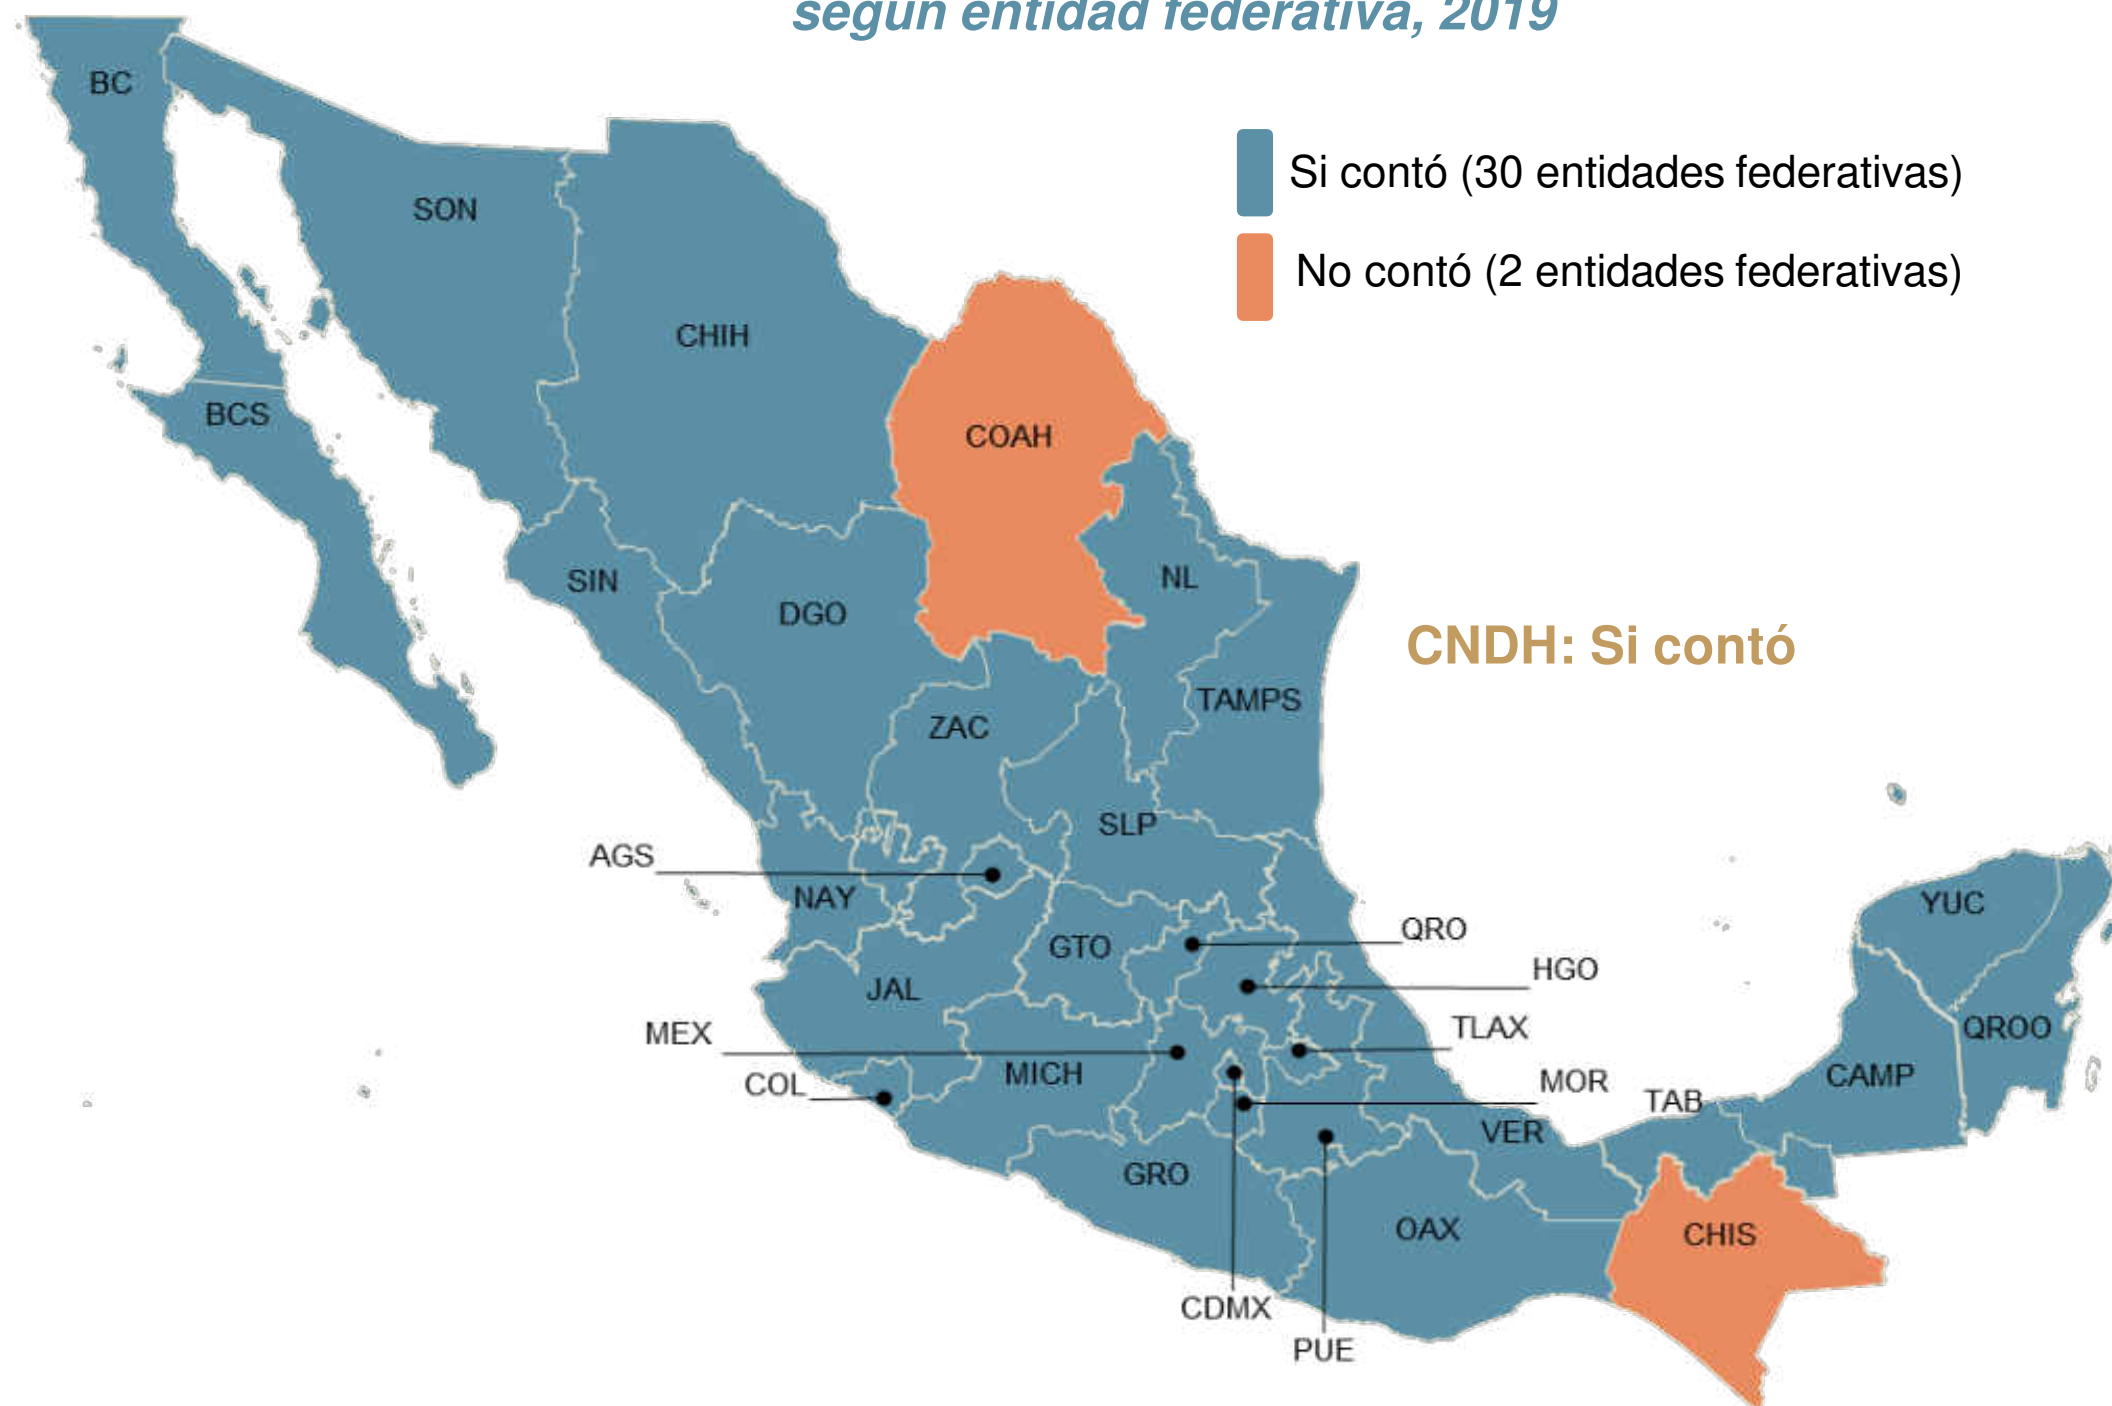 según entidad federativa, 2019
BC
Si contó (30 entidades federativas)
SON
No contó (2 entidades federativas)
CHIH
BCS
COAH
SIN
NL
DGO
CNDH: Si contó
TAMPS
ZAC
SLP
AGS
NAY
YUC
QRO
GTO
HGO
JAL
MEX
TLAX
QROO
MICH
COL
MOR
CAMP
TAB
VER
GRO
OAX
CHIS
CDMX
PUE